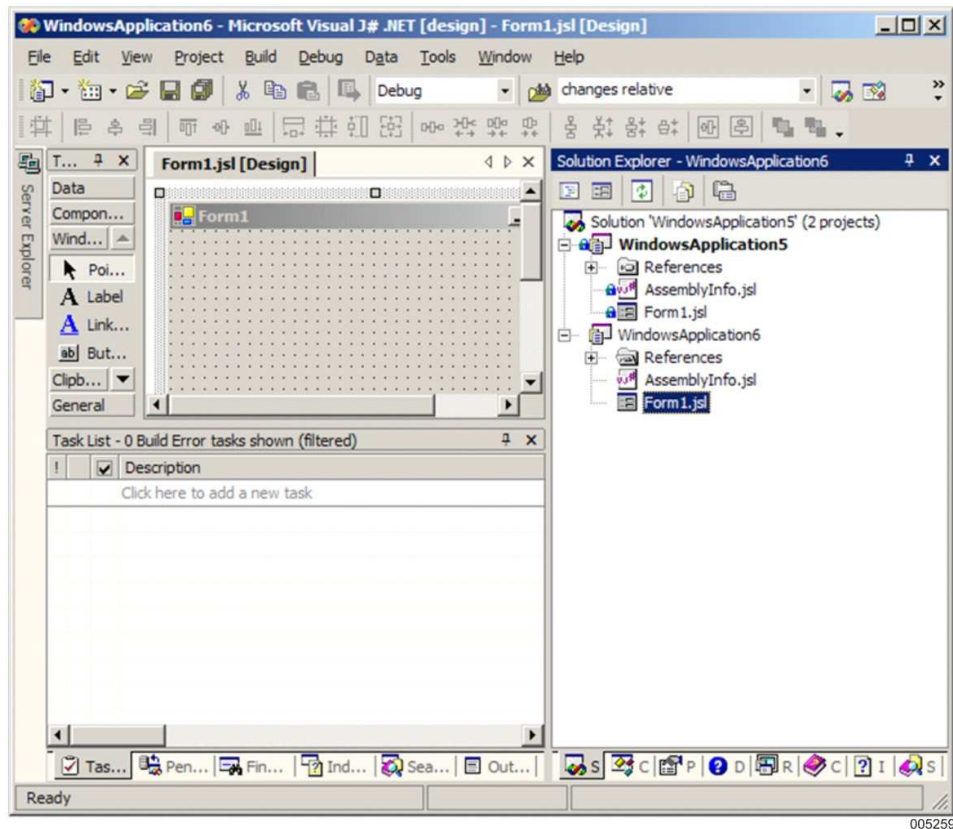 WindowsApplication6 - Microsoft Visual J# .NET [design] - Form1.jsl [Design]
File Edit View Project Build Debug Data Tools Window Help
Debug changes relative
Server Explorer
T...
Data
Compon...
Wind...
Poi...
A Label
A Link...
ab But...
Clipb...
General
Form1.jsl [Design]
Form1
Task List - 0 Build Error tasks shown (filtered)
! Description
Click here to add a new task
Tas... Pen... Fin... Ind... Sea... Out...
Solution Explorer - WindowsApplication6
Solution 'WindowsApplication5' (2 projects)
WindowsApplication5
References
AssemblyInfo.jsl
Form1.jsl
WindowsApplication6
References
AssemblyInfo.jsl
Form1.jsl
S C P D R C I S
Ready
005259